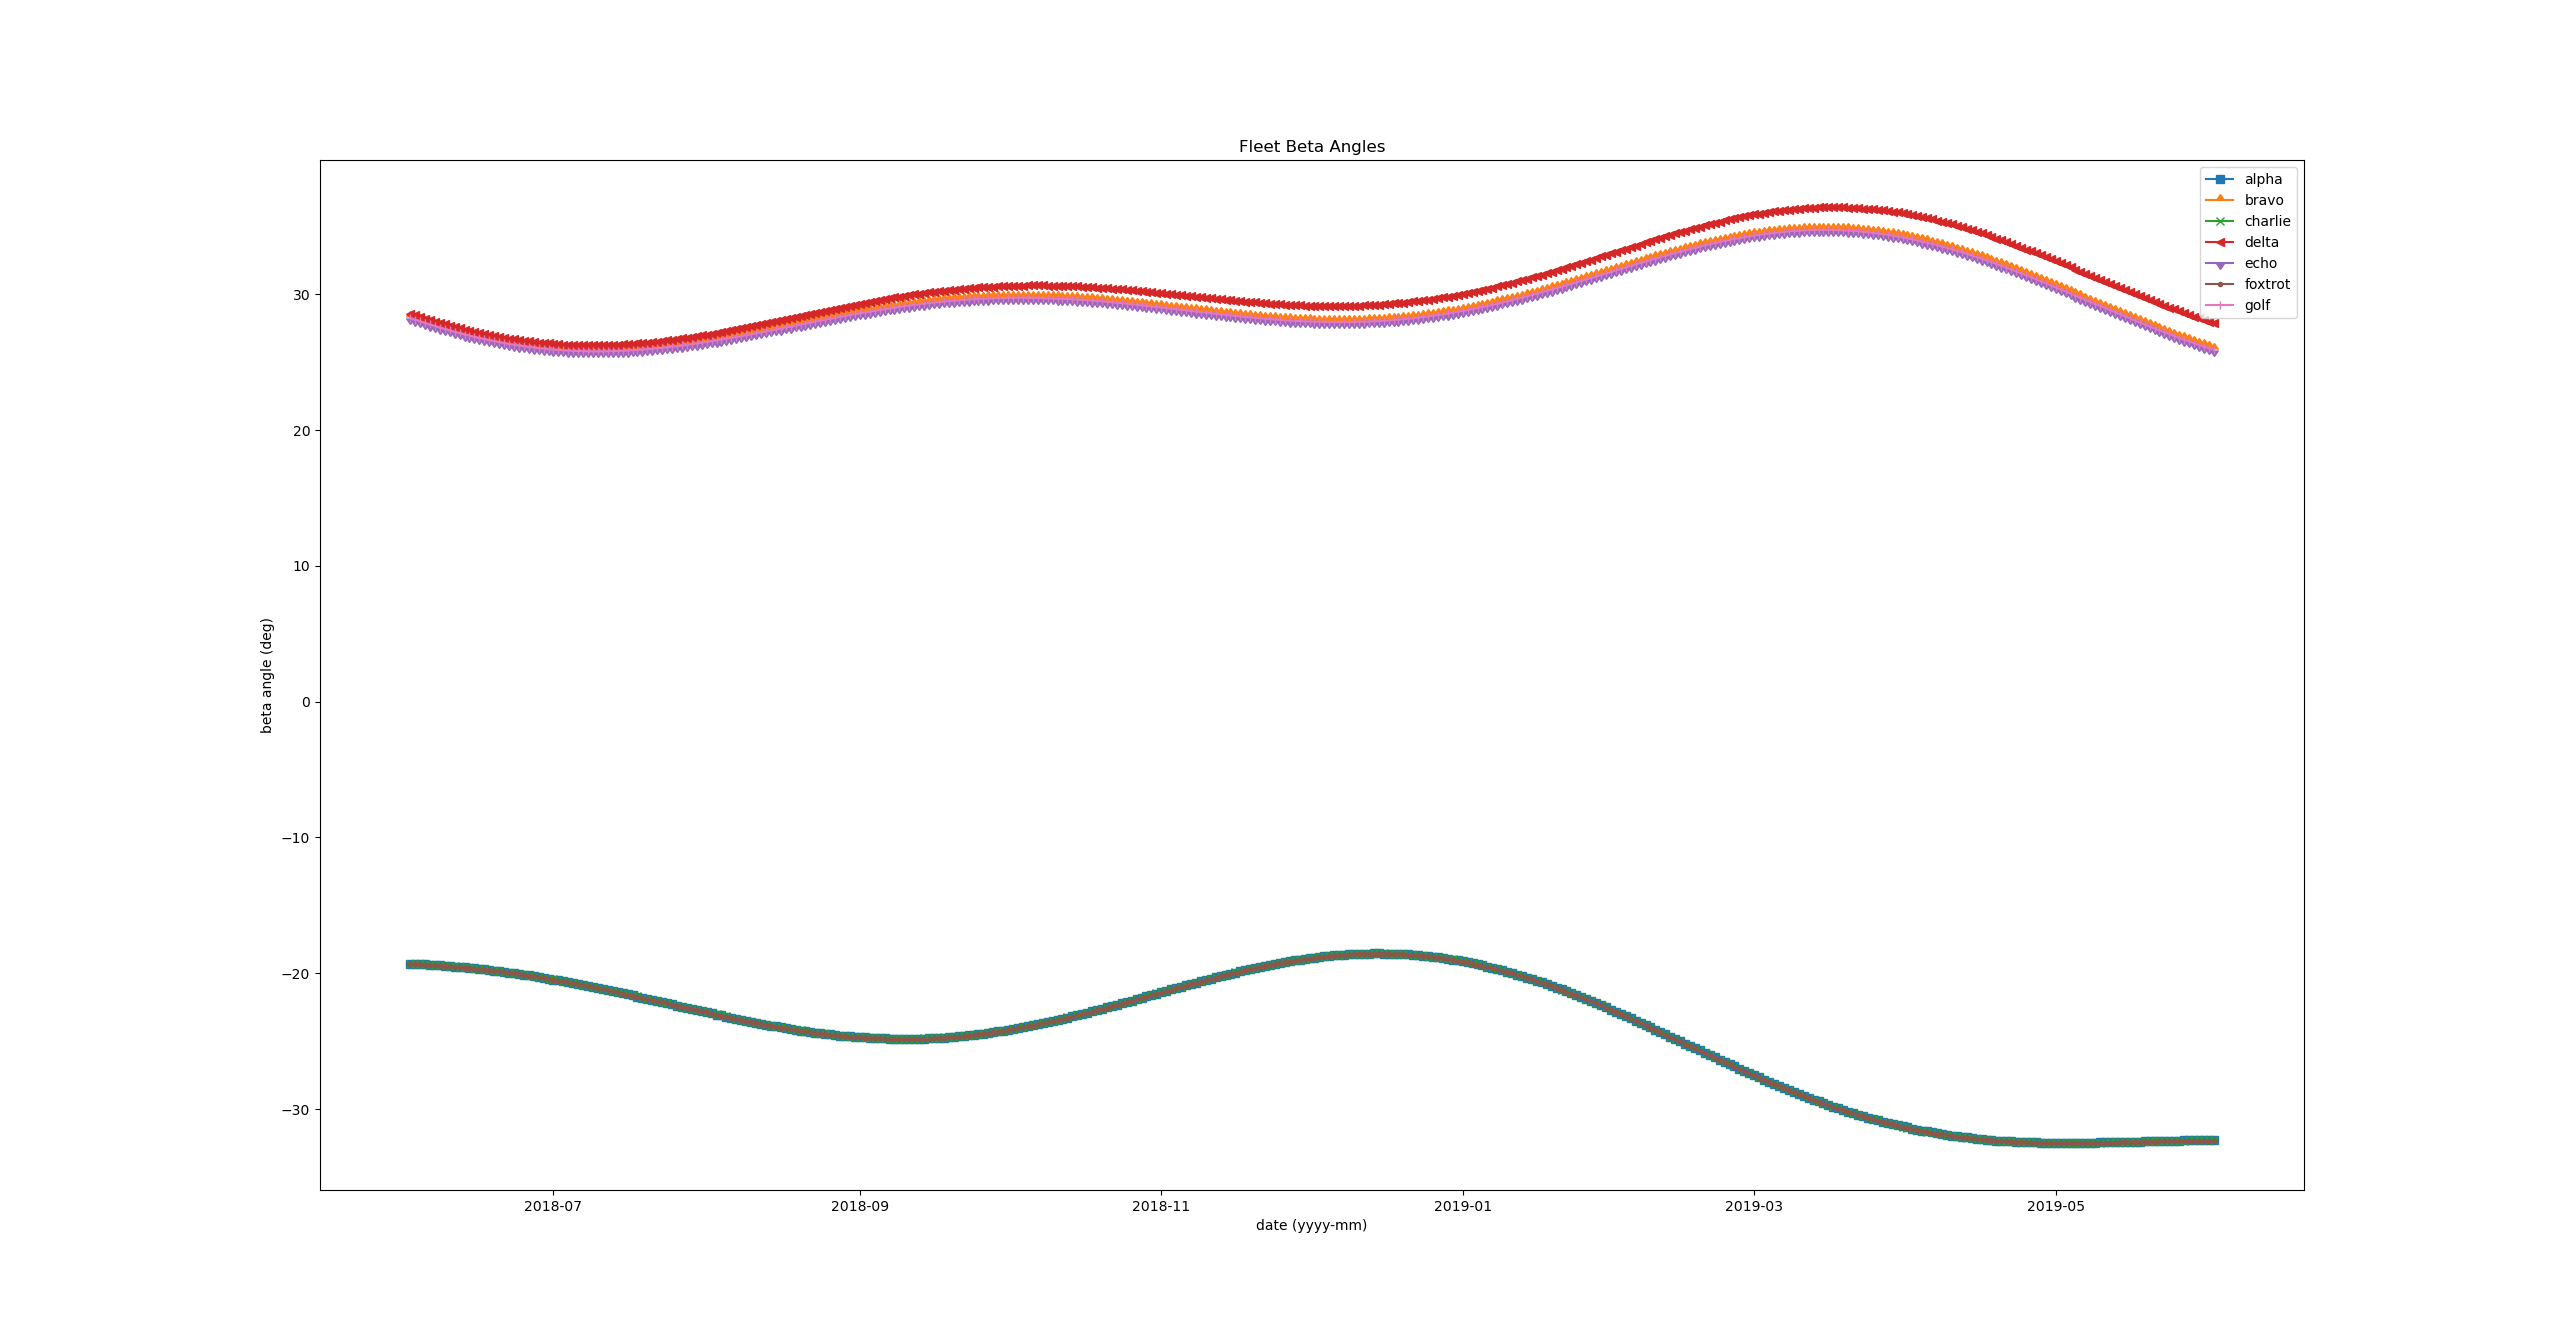 Fleet Beta Angles
alpha
bravo
charlie
delta
echo
foxtrot
golf
30
20
10
0
−10
−20
−30
beta angle (deg)
2018-07
2018-09
2018-11
2019-01
2019-03
2019-05
date (yyyy-mm)